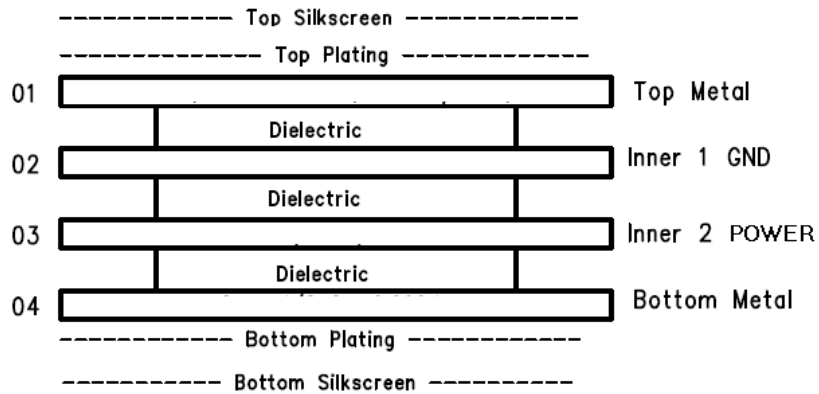 Top Silkscreen
Top Plating
01 Top Metal
Dielectric
02 Inner 1 GND
Dielectric
03 Inner 2 POWER
Dielectric
04 Bottom Metal
Bottom Plating
Bottom Silkscreen